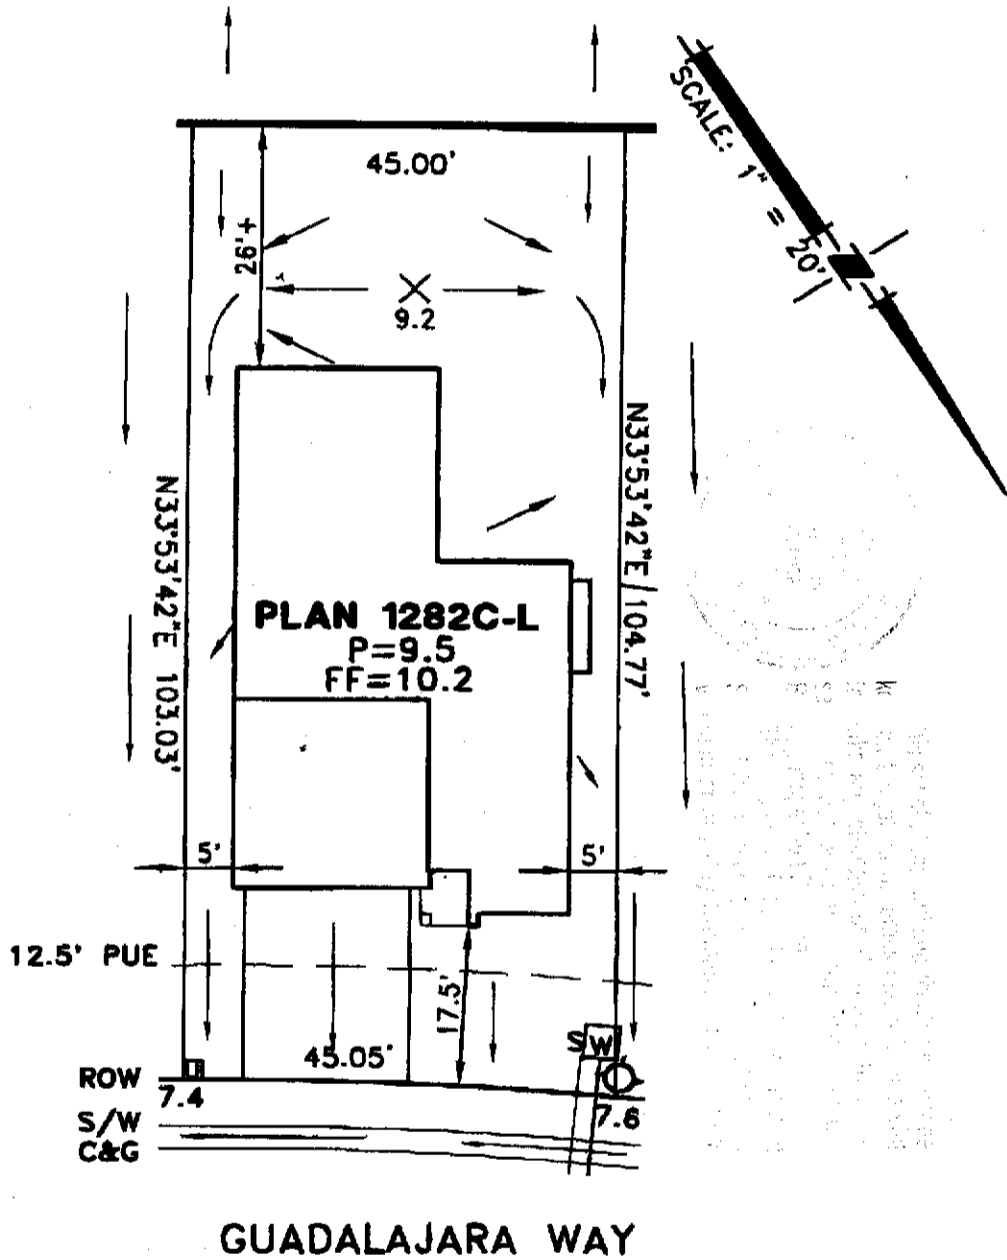 SCALE: 1" = 20'
45.00'
26'+
9.2
N33°53'42"E 103.03'
N33°53'42"E 104.77'
PLAN 1282C-L
P=9.5
FF=10.2
5'
5'
12.5' PUE
17.5'
S W
45.05'
ROW
7.4
7.6
S/W
C&G
GUADALAJARA WAY